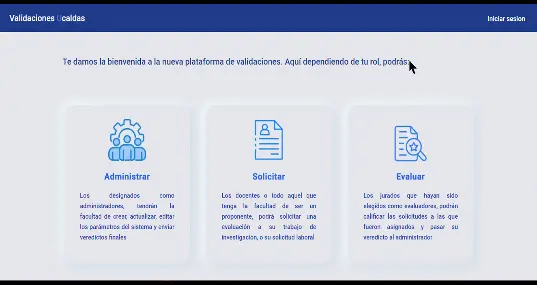 Validaciones Ucaldas
Iniciar sesion
Te damos la bienvenida a la nueva plataforma de validaciones. Aquí dependiendo de tu rol, podrás:
Administrar
Los designados como
administradores, tendrán la
facultad de crear, actualizar, editar
los parámetros del sistema y enviar
veredictos finales
Solicitar
Los docentes o todo aquel que
tenga la facultad de ser un
proponente, podrá solicitar una
evaluación a su trabajo de
investigación, o su solicitud laboral
Evaluar
Los jurados que hayan sido
elegidos como evaluadores, podrán
calificar las solicitudes a las que
fueron asignados y pasar su
veredicto al administrador